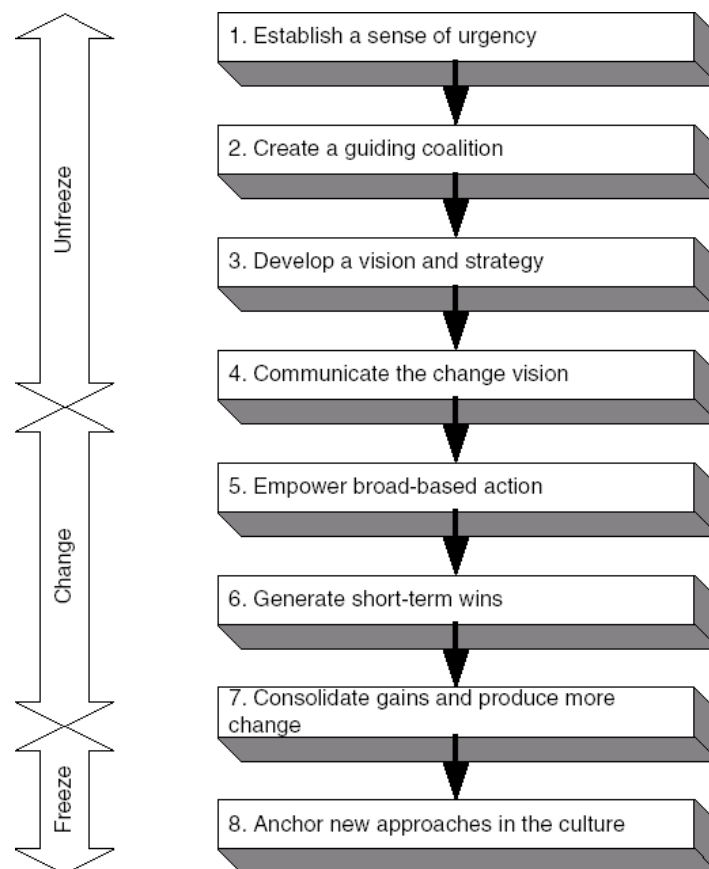 1. Establish a sense of urgency
2. Create a guiding coalition
3. Develop a vision and strategy
4. Communicate the change vision
5. Empower broad-based action
6. Generate short-term wins
7. Consolidate gains and produce more
change
8. Anchor new approaches in the culture
Unfreeze
Change
Freeze